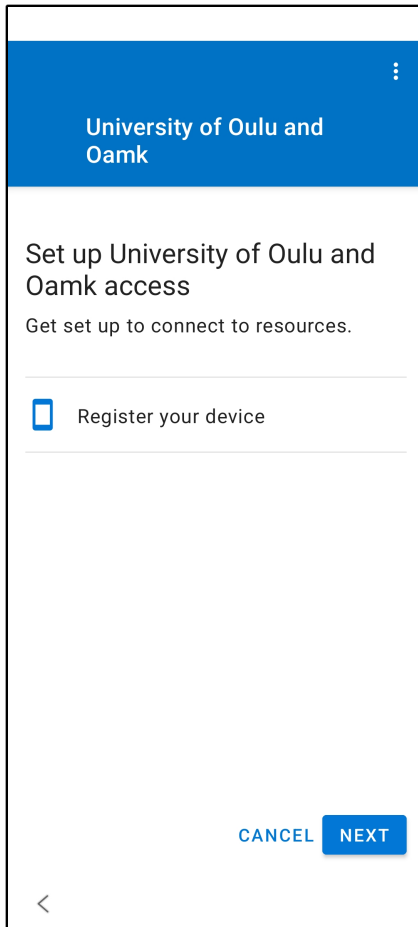 University of Oulu and
Oamk
Set up University of Oulu and
Oamk access
Get set up to connect to resources.
Register your device
CANCEL
NEXT